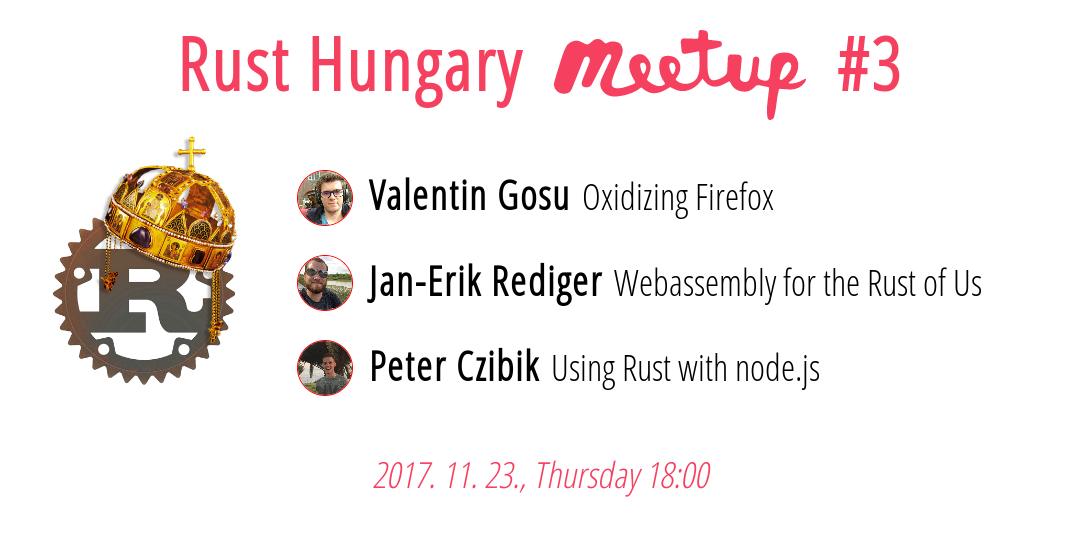 Rust Hungary Meetup #3
Valentin Gosu Oxidizing Firefox
Jan-Erik Rediger Webassembly for the Rust of Us
Peter Czibik Using Rust with node.js
R
2017. 11. 23., Thursday 18:00